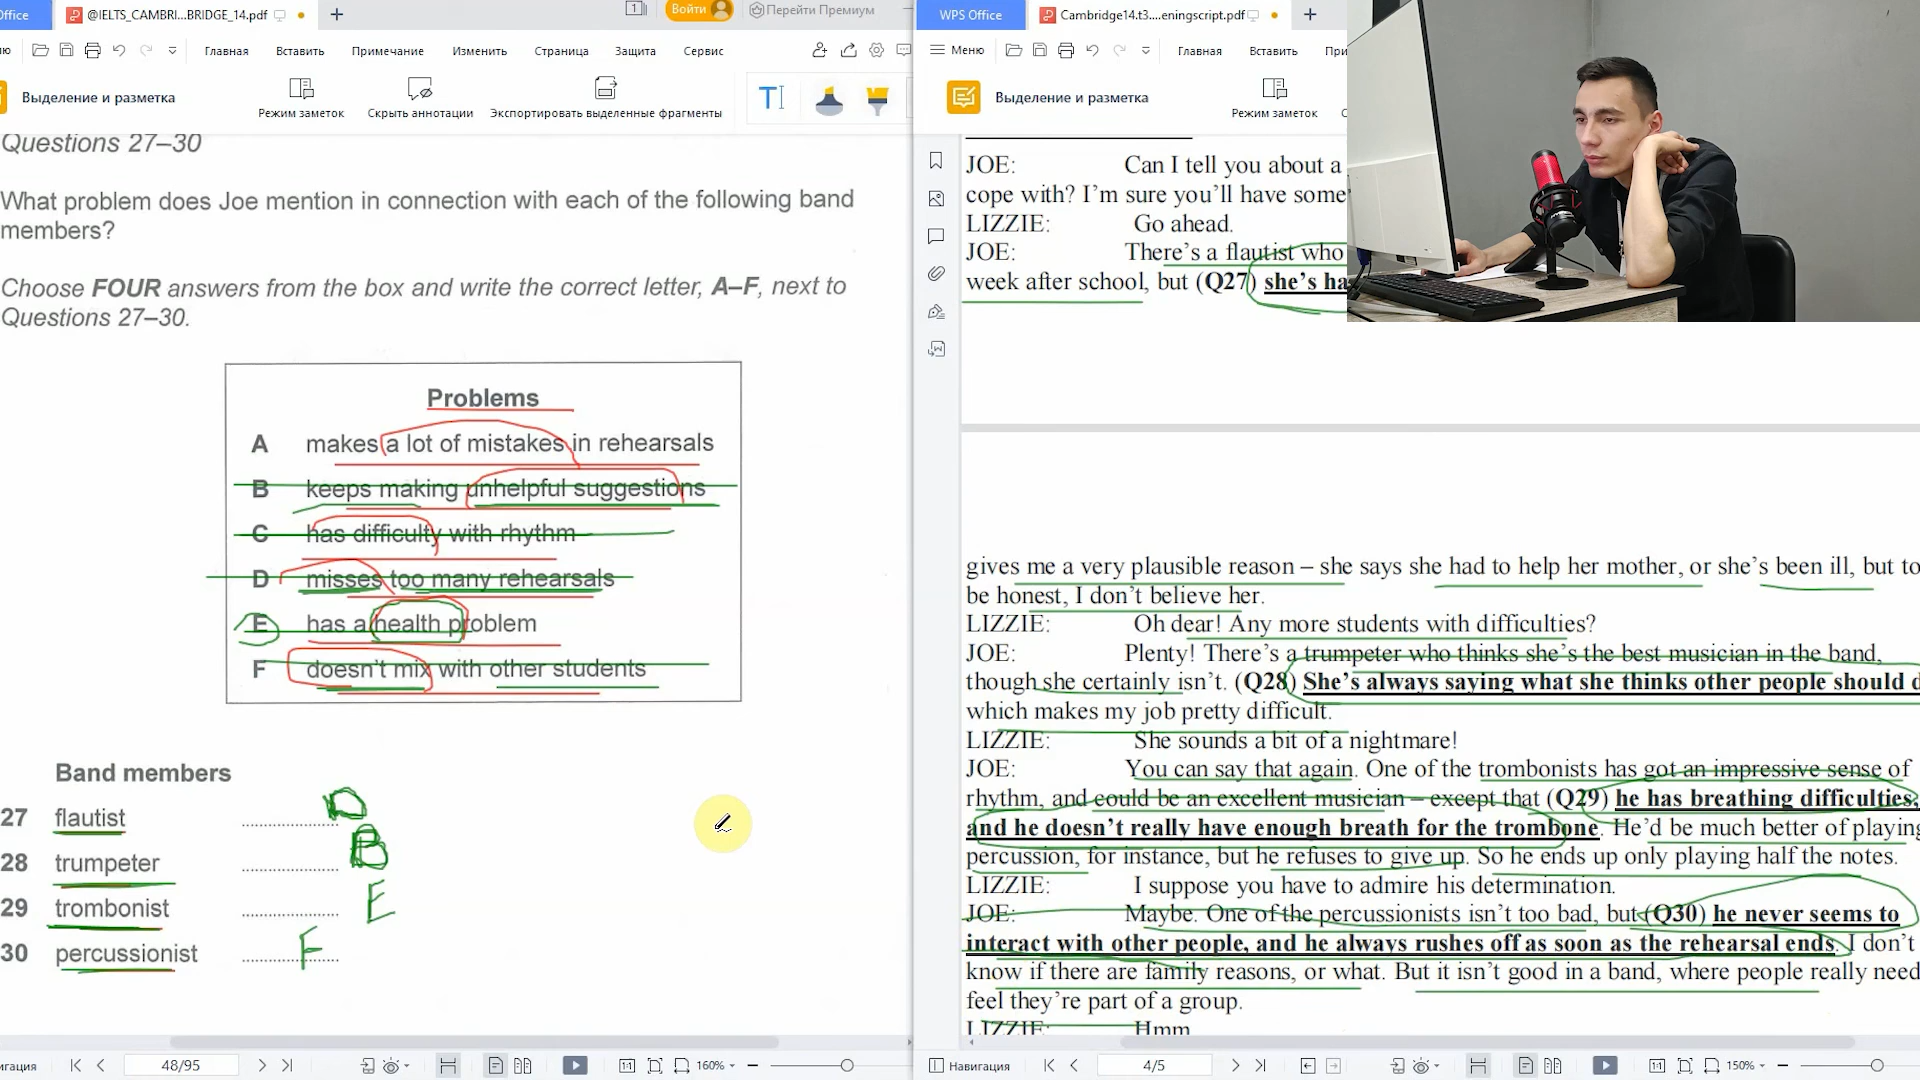 Office
@IELTS_CAMBRI...BRIDGE_14.pdf
1
Войти
Перейти Премиум
Главная
Вставить
Примечание
Изменить
Страница
Защита
Сервис
Выделение и разметка
Режим заметок
Скрыть аннотации
Экспортировать выделенные фрагменты
Questions 27–30
What problem does Joe mention in connection with each of the following band
members?
Choose FOUR answers from the box and write the correct letter, A–F, next to
Questions 27–30.
Problems
A makes a lot of mistakes in rehearsals
B keeps making unhelpful suggestions
C has difficulty with rhythm
D misses too many rehearsals
E has a health problem
F doesn't mix with other students
Band members
27 flautist .................. D
28 trumpeter .................. B
29 trombonist .................. E
30 percussionist .................. F
48/95
160%
WPS Office
Cambridge14.t3....eningscript.pdf
Меню
Главная
Вставить
При
Выделение и разметка
Режим заметок
JOE: Can I tell you about a
cope with? I'm sure you'll have some
LIZZIE: Go ahead.
JOE: There's a flautist who
week after school, but (Q27) she's ha
gives me a very plausible reason – she says she had to help her mother, or she's been ill, but to
be honest, I don't believe her.
LIZZIE: Oh dear! Any more students with difficulties?
JOE: Plenty! There's a trumpeter who thinks she's the best musician in the band,
though she certainly isn't. (Q28) She's always saying what she thinks other people should d
which makes my job pretty difficult.
LIZZIE: She sounds a bit of a nightmare!
JOE: You can say that again. One of the trombonists has got an impressive sense of
rhythm, and could be an excellent musician – except that (Q29) he has breathing difficulties,
and he doesn't really have enough breath for the trombone. He'd be much better of playing
percussion, for instance, but he refuses to give up. So he ends up only playing half the notes.
LIZZIE: I suppose you have to admire his determination.
JOE: Maybe. One of the percussionists isn't too bad, but (Q30) he never seems to
interact with other people, and he always rushes off as soon as the rehearsal ends. I don't
know if there are family reasons, or what. But it isn't good in a band, where people really need
feel they're part of a group.
LIZZIE: Hmm
Навигация
4/5
150%